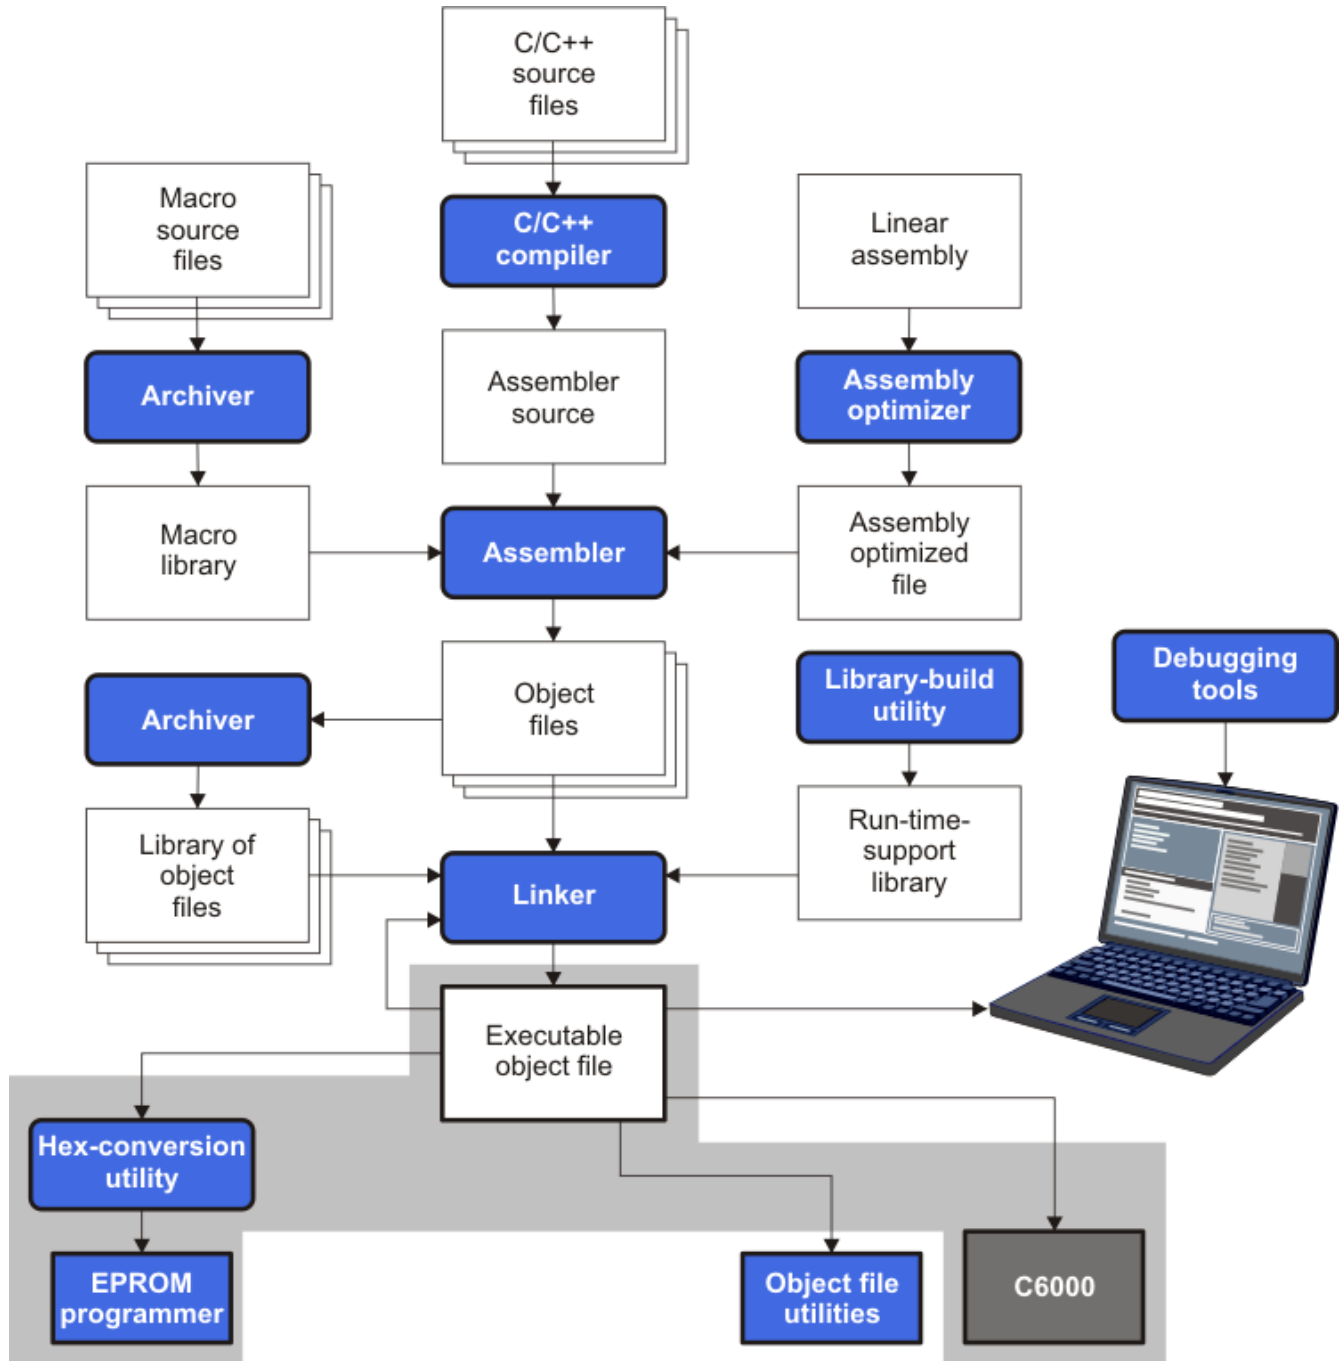 C/C++
source
files
Macro
source
files
C/C++
compiler
Linear
assembly
Archiver
Assembler
source
Assembly
optimizer
Macro
library
Assembler
Assembly
optimized
file
Archiver
Object
files
Library-build
utility
Debugging
tools
Library of
object
files
Linker
Run-time-
support
library
Executable
object file
Hex-conversion
utility
EPROM
programmer
Object file
utilities
C6000